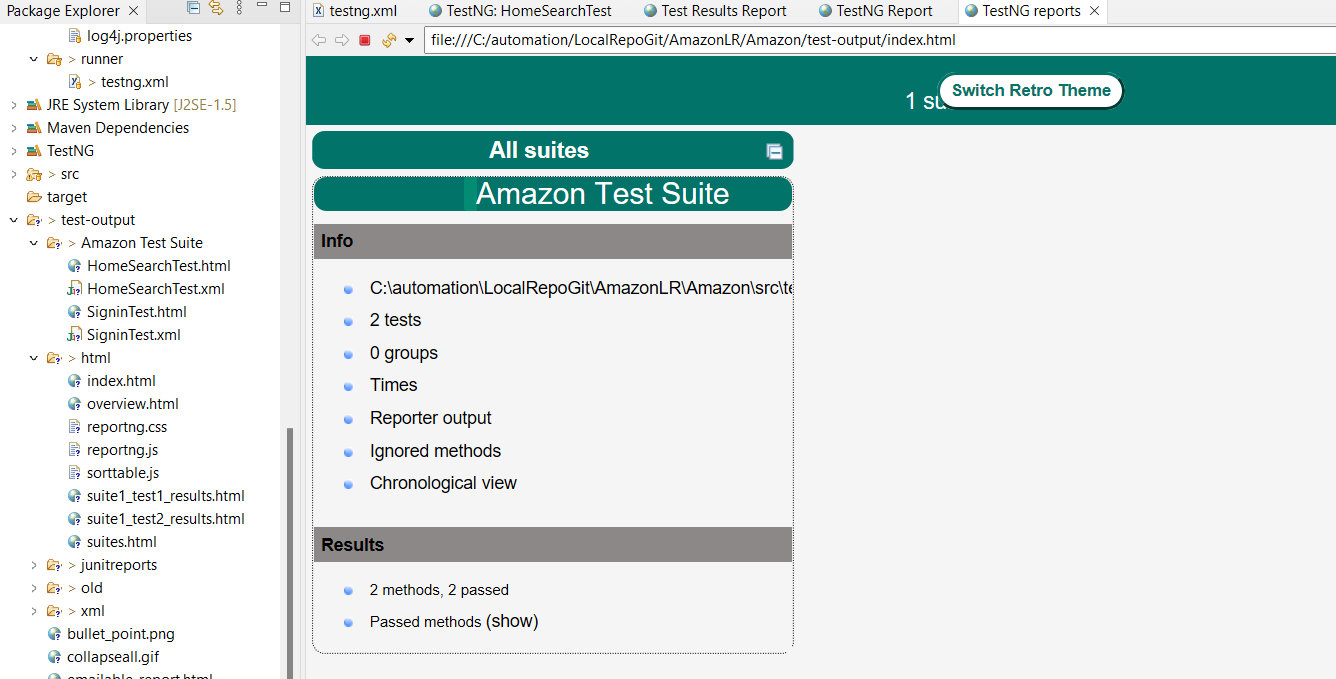 Package Explorer
log4j.properties
> runner
> testng.xml
JRE System Library [J2SE-1.5]
Maven Dependencies
TestNG
> src
target
> test-output
> Amazon Test Suite
HomeSearchTest.html
HomeSearchTest.xml
SigninTest.html
SigninTest.xml
> html
index.html
overview.html
reportng.css
reportng.js
sorttable.js
suite1_test1_results.html
suite1_test2_results.html
suites.html
> junitreports
> old
> xml
bullet_point.png
collapseall.gif
emailable-report.html
testng.xml
TestNG: HomeSearchTest
Test Results Report
TestNG Report
TestNG reports
file:///C:/automation/LocalRepoGit/AmazonLR/Amazon/test-output/index.html
1 su
Switch Retro Theme
All suites
Amazon Test Suite
Info
C:\automation\LocalRepoGit\AmazonLR\Amazon\src\te
2 tests
0 groups
Times
Reporter output
Ignored methods
Chronological view
Results
2 methods, 2 passed
Passed methods (show)